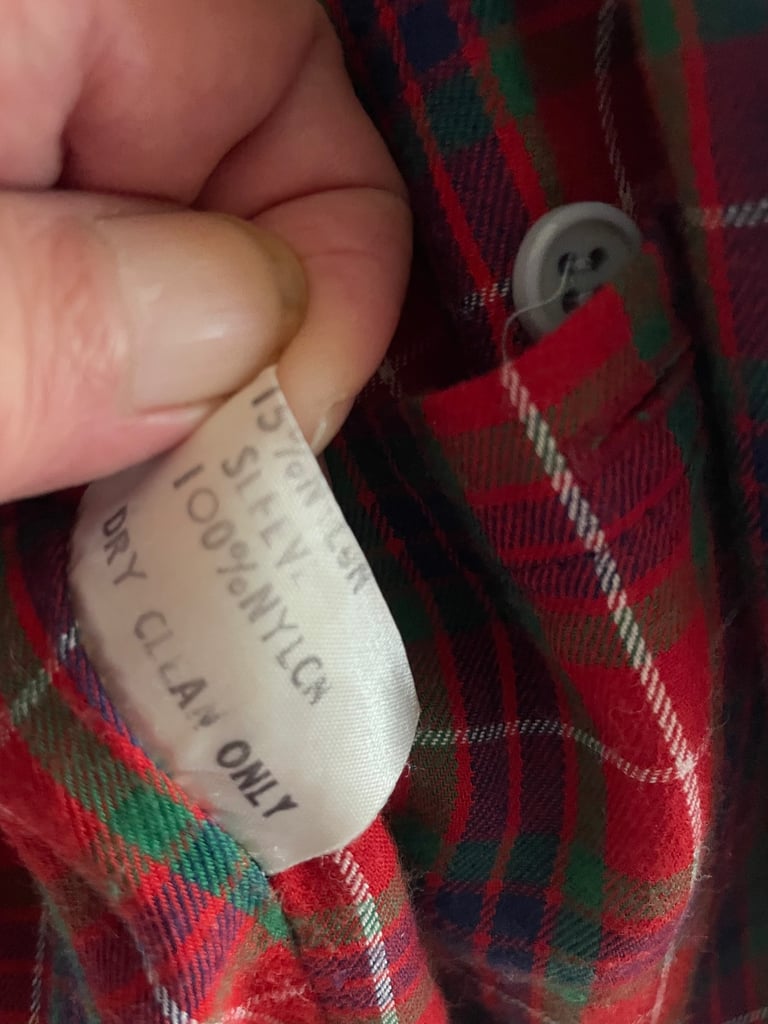 15% NYLON
SLEEVE
100% NYLON
DRY CLEAN ONLY